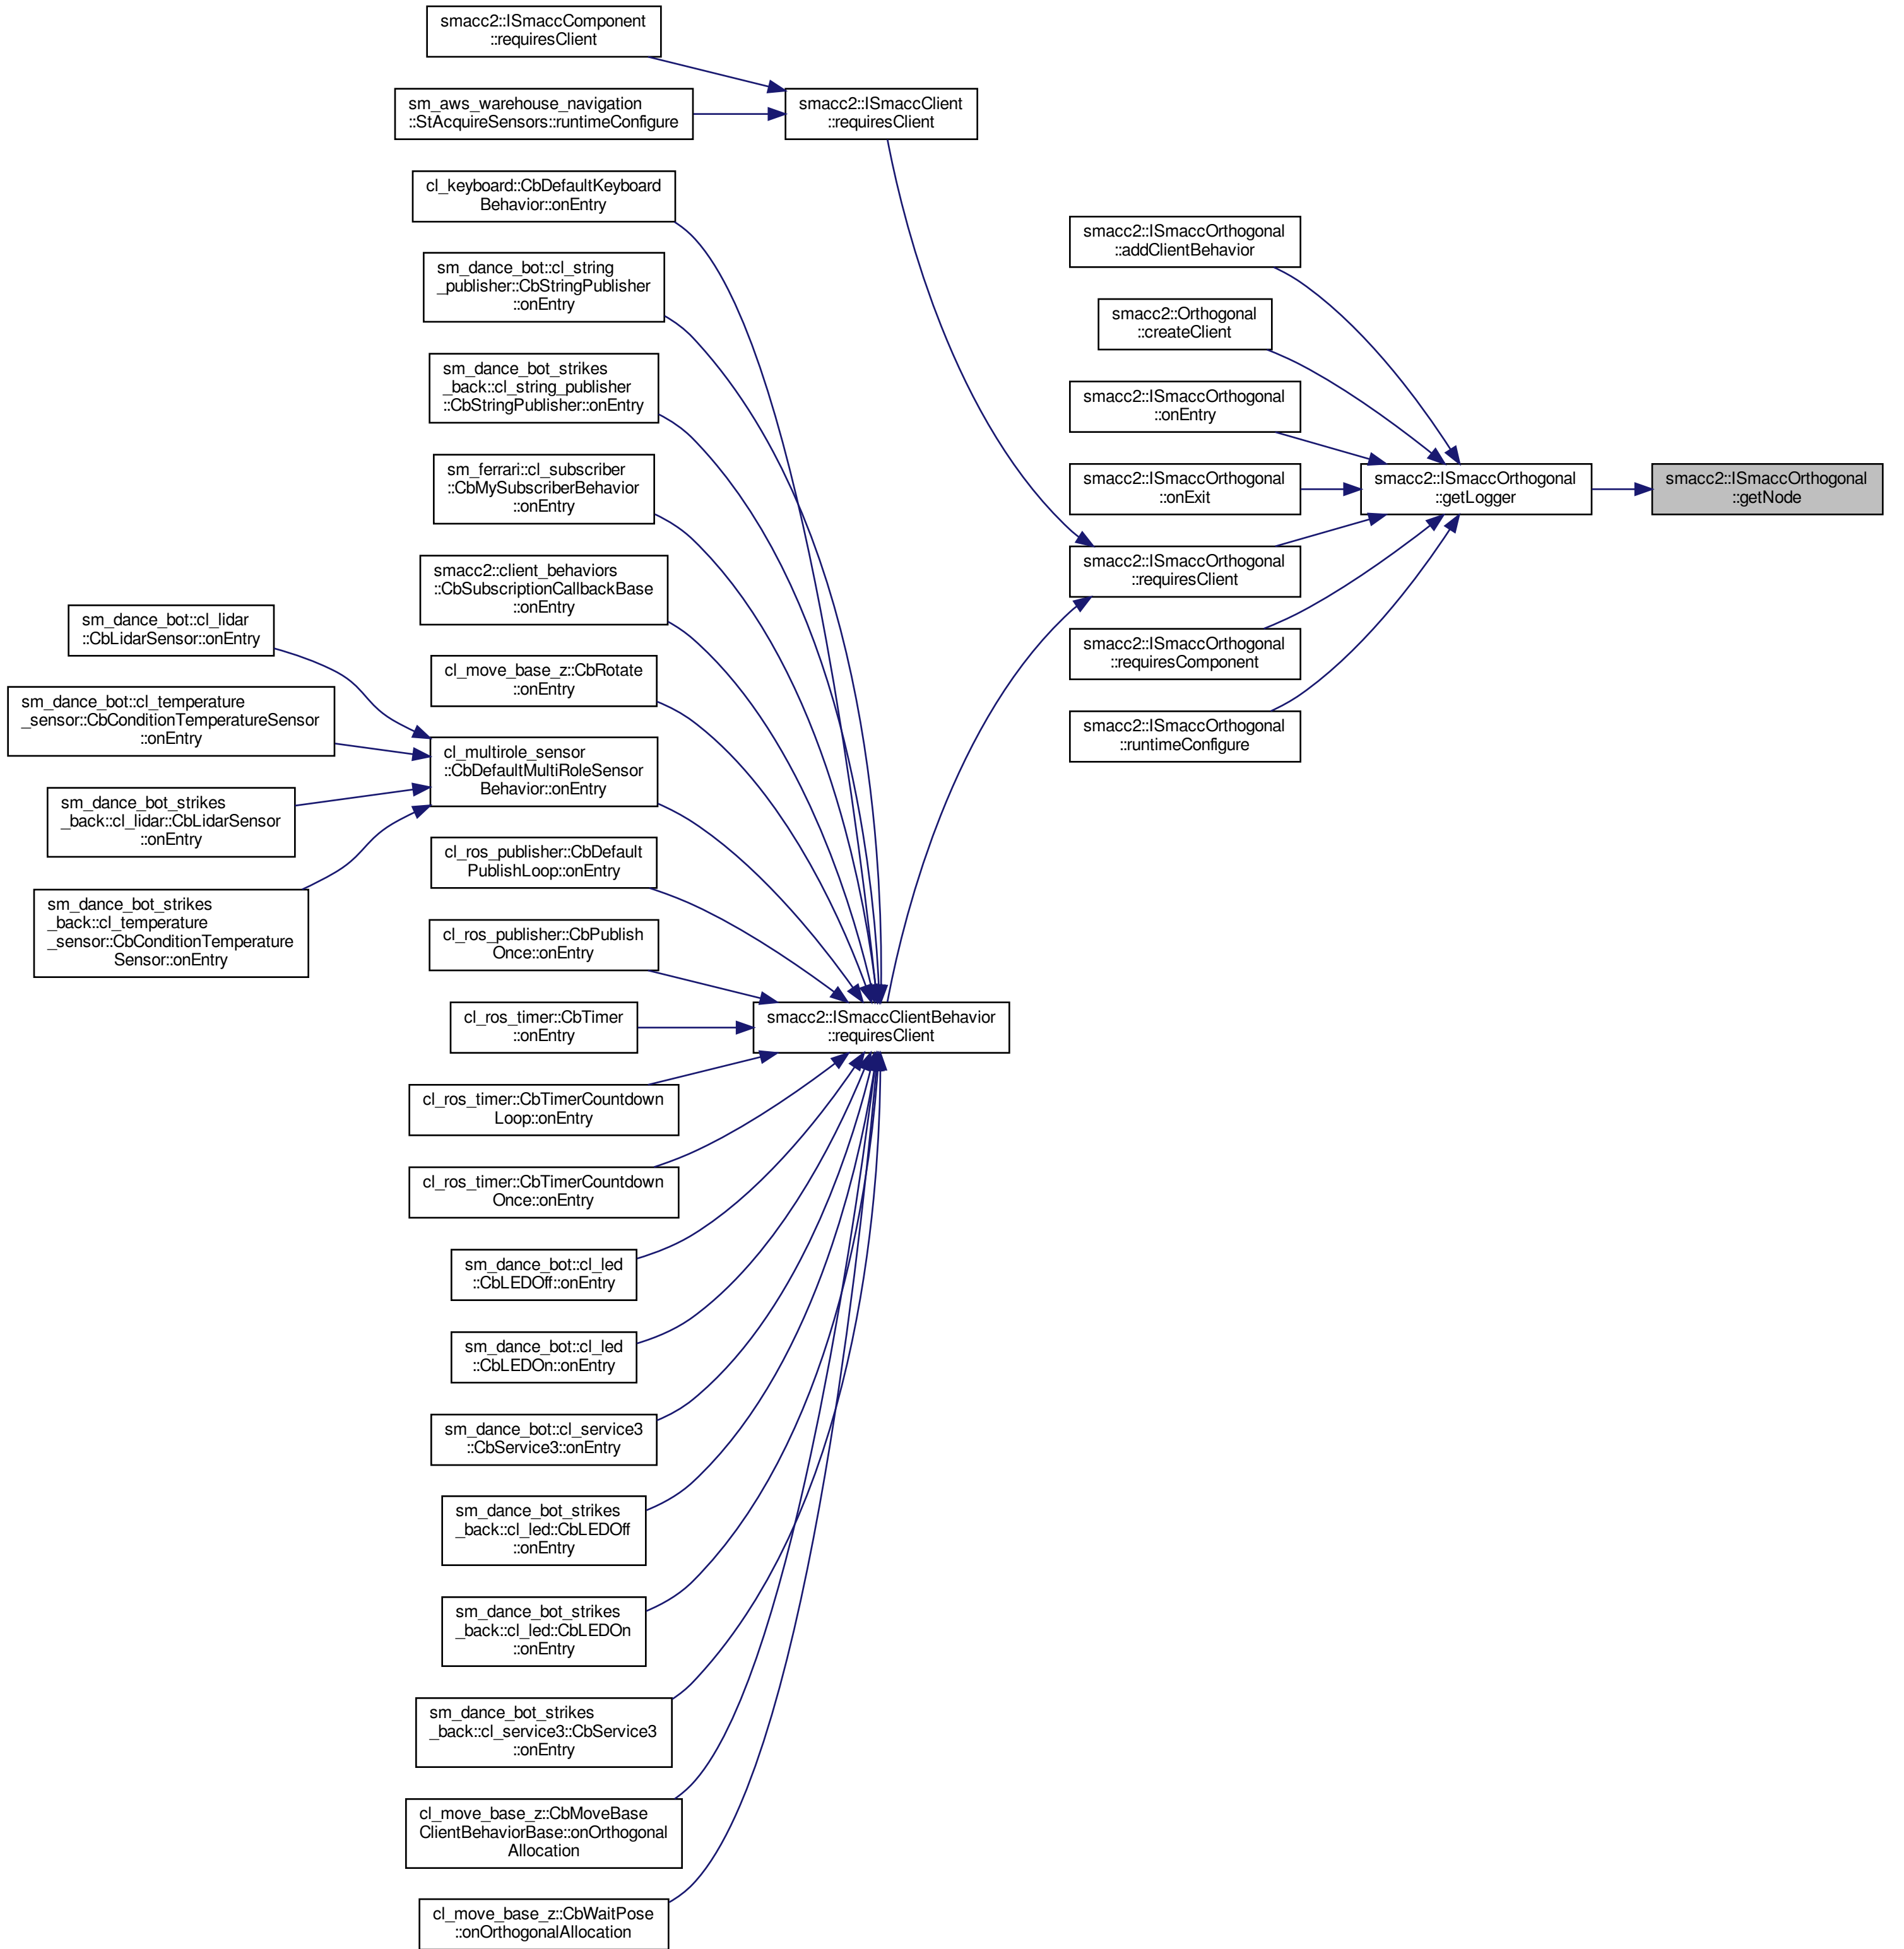 smacc2::ISmaccComponent
::requiresClient
sm_aws_warehouse_navigation
::StAcquireSensors::runtimeConfigure
smacc2::ISmaccClient
::requiresClient
cl_keyboard::CbDefaultKeyboard
Behavior::onEntry
sm_dance_bot::cl_string
_publisher::CbStringPublisher
::onEntry
sm_dance_bot_strikes
_back::cl_string_publisher
::CbStringPublisher::onEntry
sm_ferrari::cl_subscriber
::CbMySubscriberBehavior
::onEntry
smacc2::client_behaviors
::CbSubscriptionCallbackBase
::onEntry
cl_move_base_z::CbRotate
::onEntry
sm_dance_bot::cl_lidar
::CbLidarSensor::onEntry
sm_dance_bot::cl_temperature
_sensor::CbConditionTemperatureSensor
::onEntry
sm_dance_bot_strikes
_back::cl_lidar::CbLidarSensor
::onEntry
sm_dance_bot_strikes
_back::cl_temperature
_sensor::CbConditionTemperature
Sensor::onEntry
cl_multirole_sensor
::CbDefaultMultiRoleSensor
Behavior::onEntry
cl_ros_publisher::CbDefault
PublishLoop::onEntry
cl_ros_publisher::CbPublish
Once::onEntry
cl_ros_timer::CbTimer
::onEntry
cl_ros_timer::CbTimerCountdown
Loop::onEntry
cl_ros_timer::CbTimerCountdown
Once::onEntry
sm_dance_bot::cl_led
::CbLEDOff::onEntry
sm_dance_bot::cl_led
::CbLEDOn::onEntry
sm_dance_bot::cl_service3
::CbService3::onEntry
sm_dance_bot_strikes
_back::cl_led::CbLEDOff
::onEntry
sm_dance_bot_strikes
_back::cl_led::CbLEDOn
::onEntry
sm_dance_bot_strikes
_back::cl_service3::CbService3
::onEntry
cl_move_base_z::CbMoveBase
ClientBehaviorBase::onOrthogonal
Allocation
cl_move_base_z::CbWaitPose
::onOrthogonalAllocation
smacc2::ISmaccClientBehavior
::requiresClient
smacc2::ISmaccOrthogonal
::addClientBehavior
smacc2::Orthogonal
::createClient
smacc2::ISmaccOrthogonal
::onEntry
smacc2::ISmaccOrthogonal
::onExit
smacc2::ISmaccOrthogonal
::requiresClient
smacc2::ISmaccOrthogonal
::requiresComponent
smacc2::ISmaccOrthogonal
::runtimeConfigure
smacc2::ISmaccOrthogonal
::getLogger
smacc2::ISmaccOrthogonal
::getNode